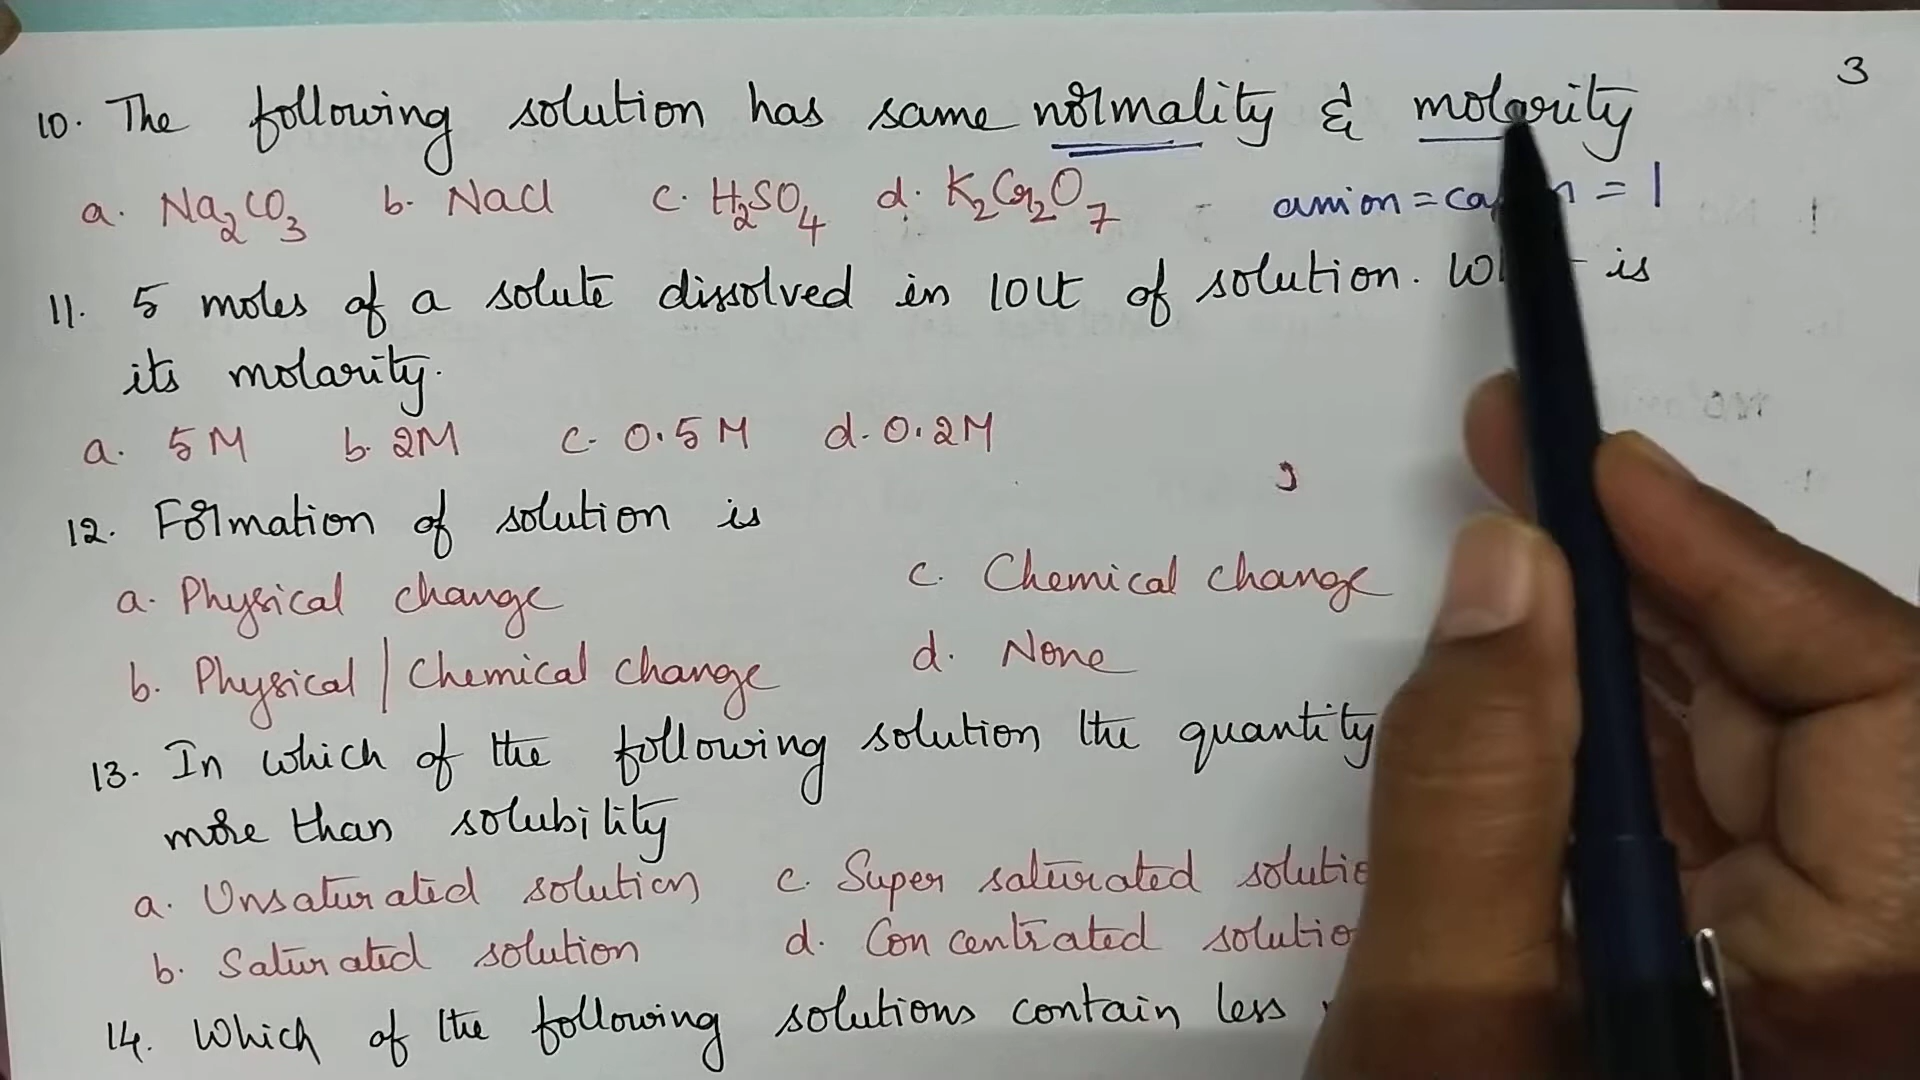 3
10. The following solution has same normality & molarity
a. Na2CO3 b. NaCl c. H2SO4 d. K2Cr2O7 anion = = 1
11. 5 moles of a solute dissolved in 10lt of solution. is
its molarity.
a. 5M b. 2M c. 0.5M d. 0.2M
12. Formation of solution is
a. Physical change c. Chemical change
b. Physical | Chemical change d. None
13. In which of the following solution the quantity
more than solubility
a. Unsaturated solution c. Super saturated
b. Saturated solution d. Concentrated
14. Which of the following solutions contain less